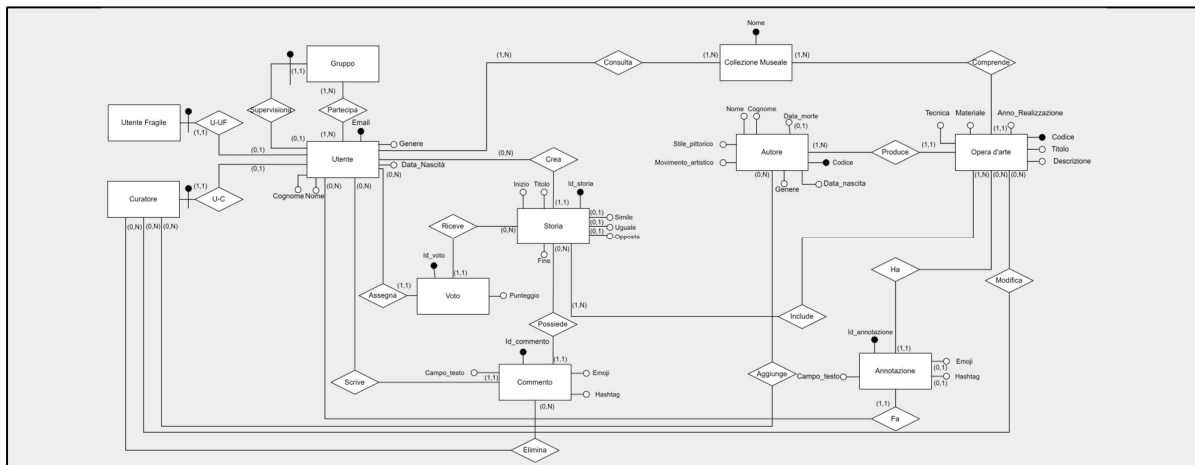 Nome
Gruppo
(1,1)
(1,N)
Consulta
(1,N)
Collezione Museale
(1,N)
Comprende
(1,N)
Supervisiona
Partecipa
Utente Fragile
U-UF
(1,1)
(0,1)
(1,N)
Email
(0,1)
Utente
Genere
Data_Nascità
(0,N)
(0,N)
(0,N)
(0,N)
Cognome
Nome
(0,1)
Curatore
(1,1)
U-C
(0,N)
(0,N)
(0,N)
Crea
(1,1)
Inizio
Titolo
Id_storia
Storia
(0,1)
Simile
(0,1)
Uguale
(0,1)
Opposte
Fine
(0,N)
(0,N)
(1,N)
Riceve
(1,1)
Nome
Cognome
Data_morte
(0,1)
Stile_pittorico
Movimento_artistico
Autore
(1,N)
Codice
(0,N)
Genere
Data_nascita
Produce
(1,1)
Tecnica
Materiale
Anno_Realizzazione
(1,1)
Opera d'arte
Codice
Titolo
Descrizione
(1,N)
(0,N)
(0,N)
Id_voto
Assegna
(1,1)
Voto
Punteggio
Possiede
Include
Ha
Modifica
Id_commento
(1,1)
Campo_testo
(1,1)
Commento
Emoji
Hashtag
(0,N)
Scrive
Aggiunge
Id_annotazione
(1,1)
Campo_testo
Annotazione
Emoji
(0,1)
Hashtag
(0,1)
(1,1)
Fa
Elimina